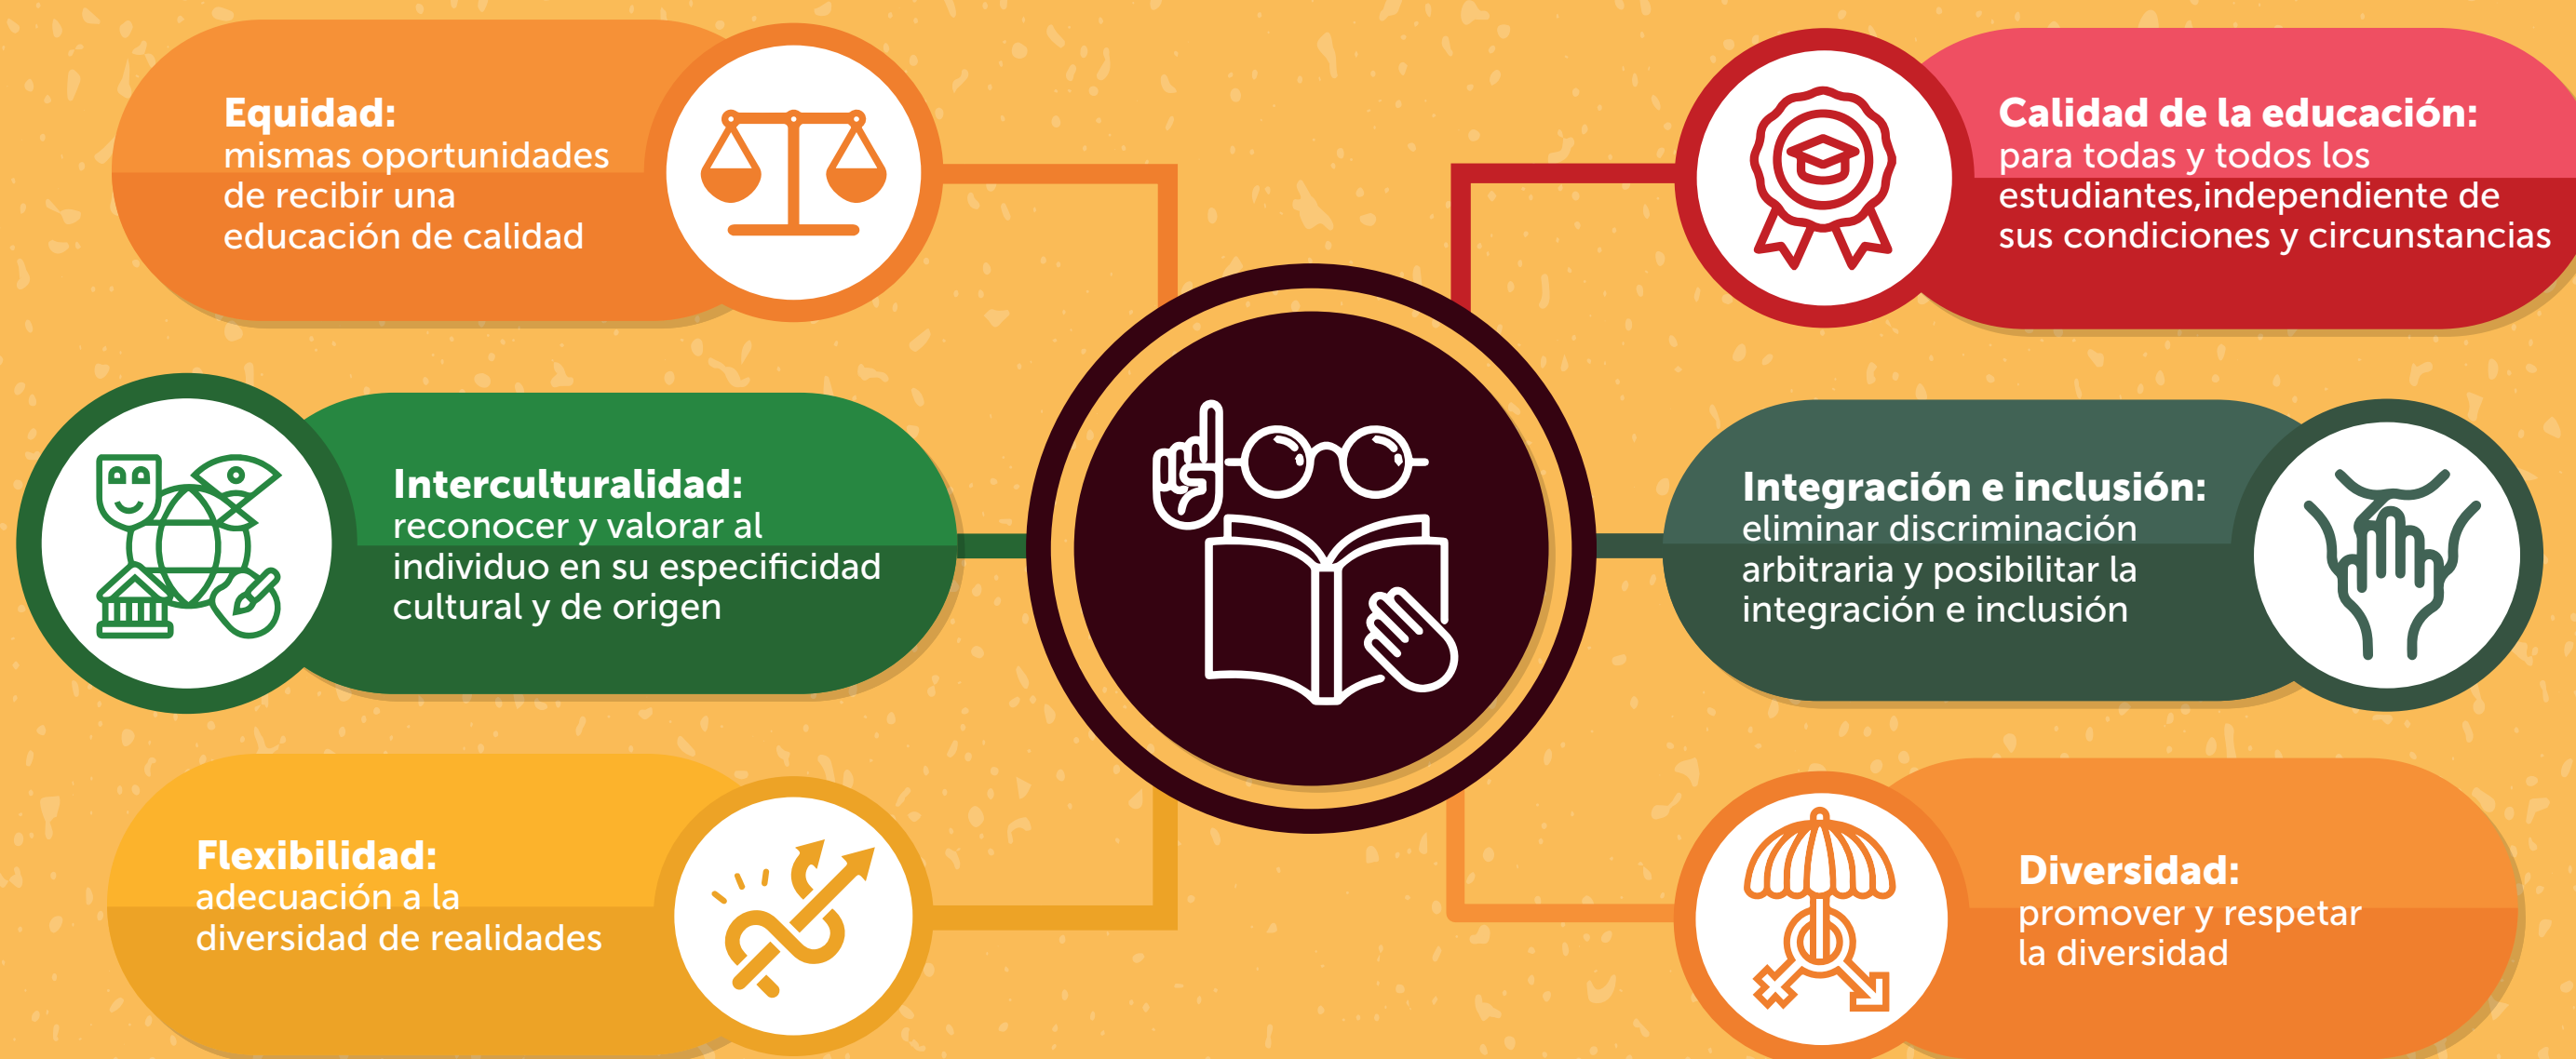 Equidad:
mismas oportunidades
de recibir una
educación de calidad
Calidad de la educación:
para todas y todos los
estudiantes,independiente de
sus condiciones y circunstancias
Interculturalidad:
reconocer y valorar al
individuo en su especificidad
cultural y de origen
Integración e inclusión:
eliminar discriminación
arbitraria y posibilitar la
integración e inclusión
Flexibilidad:
adecuación a la
diversidad de realidades
Diversidad:
promover y respetar
la diversidad